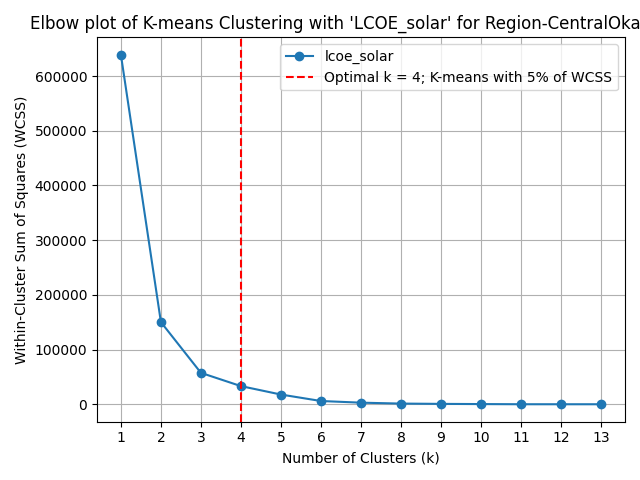 Elbow plot of K-means Clustering with 'LCOE_solar' for Region-CentralOka
lcoe_solar
Optimal k = 4; K-means with 5% of WCSS
Within-Cluster Sum of Squares (WCSS)
600000
500000
400000
300000
200000
100000
0
1 2 3 4 5 6 7 8 9 10 11 12 13
Number of Clusters (k)